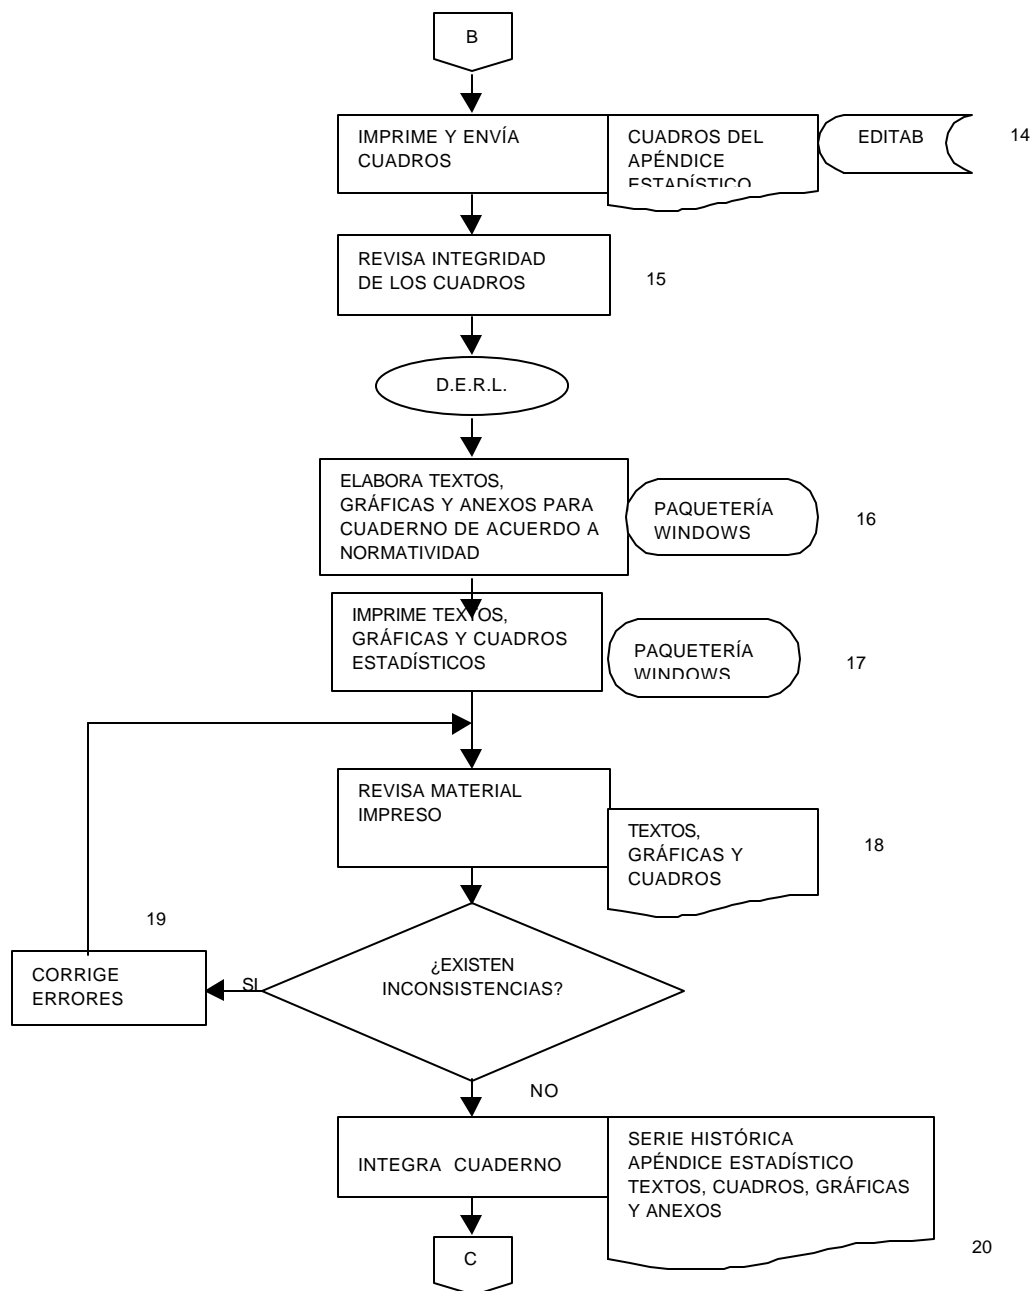 B
IMPRIME Y ENVÍA
CUADROS
CUADROS DEL
APÉNDICE
ESTADÍSTICO
EDITAB
14
REVISA INTEGRIDAD
DE LOS CUADROS
15
D.E.R.L.
ELABORA TEXTOS,
GRÁFICAS Y ANEXOS PARA
CUADERNO DE ACUERDO A
NORMATIVIDAD
PAQUETERÍA
WINDOWS
16
IMPRIME TEXTOS,
GRÁFICAS Y CUADROS
ESTADÍSTICOS
PAQUETERÍA
WINDOWS
17
REVISA MATERIAL
IMPRESO
TEXTOS,
GRÁFICAS Y
CUADROS
18
19
CORRIGE
ERRORES
SI
¿EXISTEN
INCONSISTENCIAS?
NO
INTEGRA CUADERNO
SERIE HISTÓRICA
APÉNDICE ESTADÍSTICO
TEXTOS, CUADROS, GRÁFICAS
Y ANEXOS
20
C